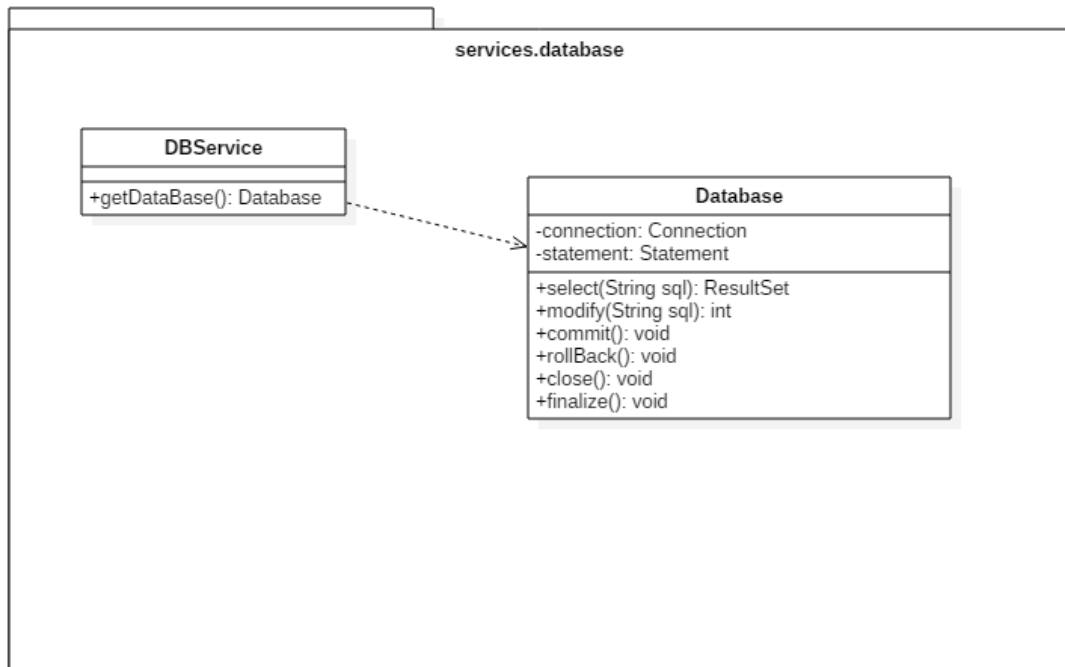 services.database
DBService
+getDataBase(): Database
Database
-connection: Connection
-statement: Statement
+select(String sql): ResultSet
+modify(String sql): int
+commit(): void
+rollBack(): void
+close(): void
+finalize(): void